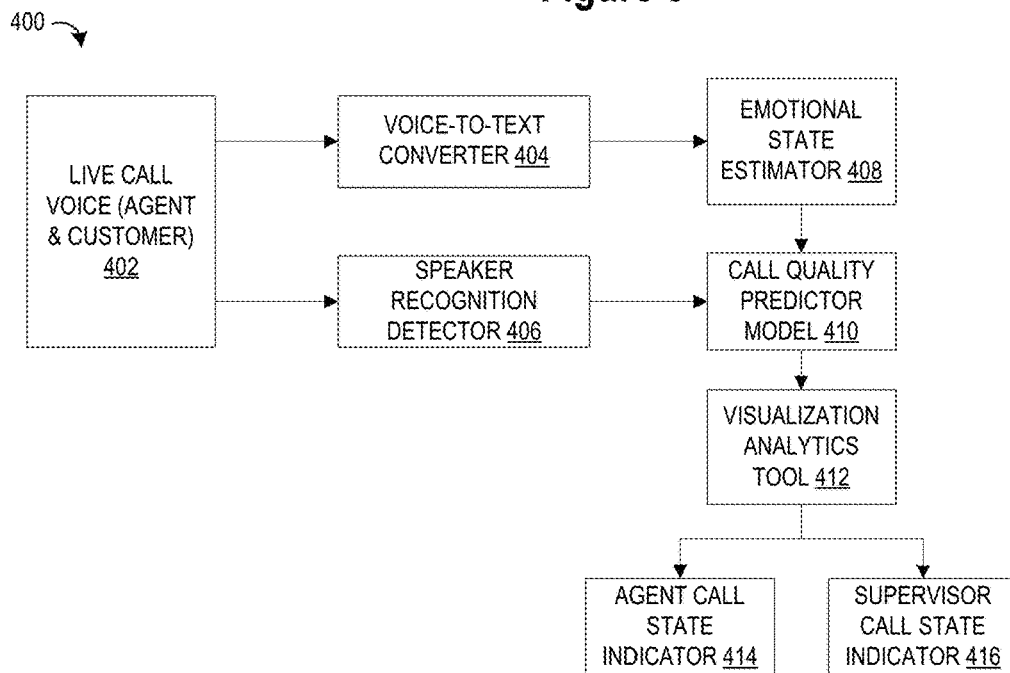 400
LIVE CALL
VOICE (AGENT
& CUSTOMER)
402
VOICE-TO-TEXT
CONVERTER 404
EMOTIONAL
STATE
ESTIMATOR 408
SPEAKER
RECOGNITION
DETECTOR 406
CALL QUALITY
PREDICTOR
MODEL 410
VISUALIZATION
ANALYTICS
TOOL 412
AGENT CALL
STATE
INDICATOR 414
SUPERVISOR
CALL STATE
INDICATOR 416